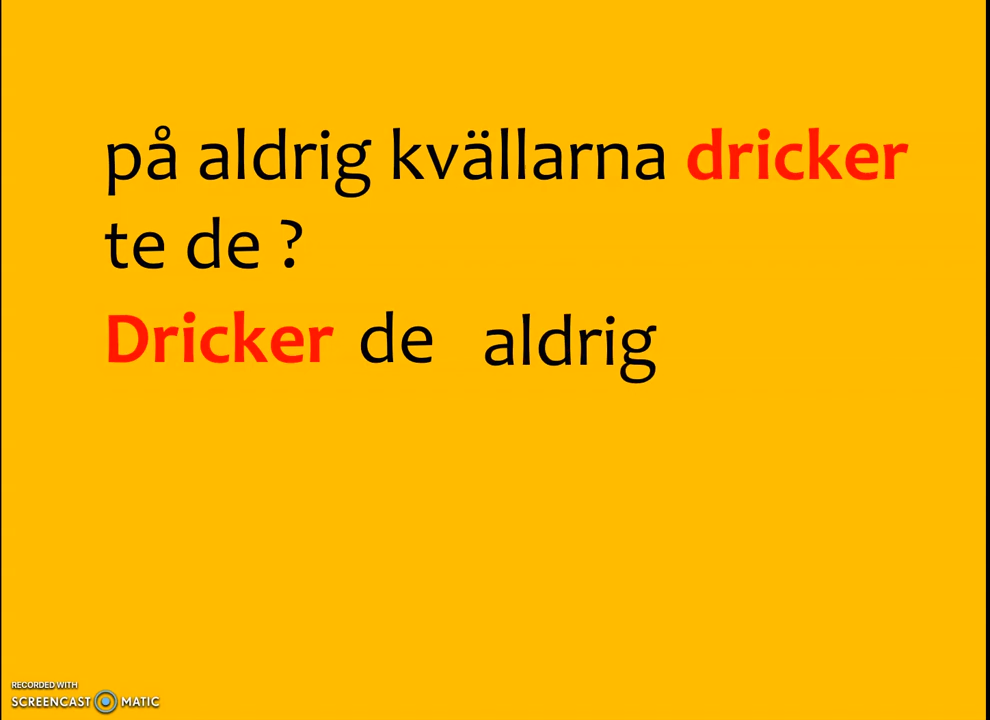 på aldrig kvällarna dricker
te de ?
Dricker de aldrig
RECORDED WITH
SCREENCAST MATIC